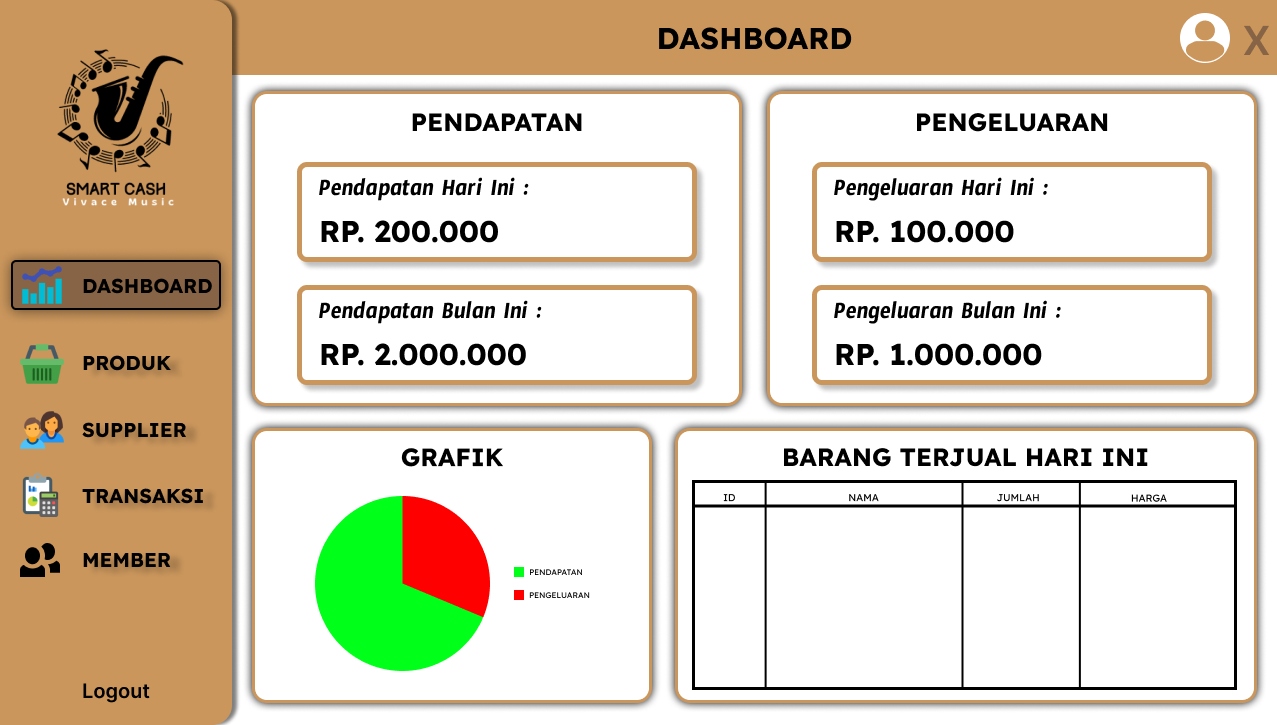 DASHBOARD
X
SMART CASH
Vivace Music
DASHBOARD
PRODUK
SUPPLIER
TRANSAKSI
MEMBER
Logout
PENDAPATAN
Pendapatan Hari Ini :
RP. 200.000
Pendapatan Bulan Ini :
RP. 2.000.000
PENGELUARAN
Pengeluaran Hari Ini :
RP. 100.000
Pengeluaran Bulan Ini :
RP. 1.000.000
GRAFIK
PENDAPATAN
PENGELUARAN
BARANG TERJUAL HARI INI
ID NAMA JUMLAH HARGA